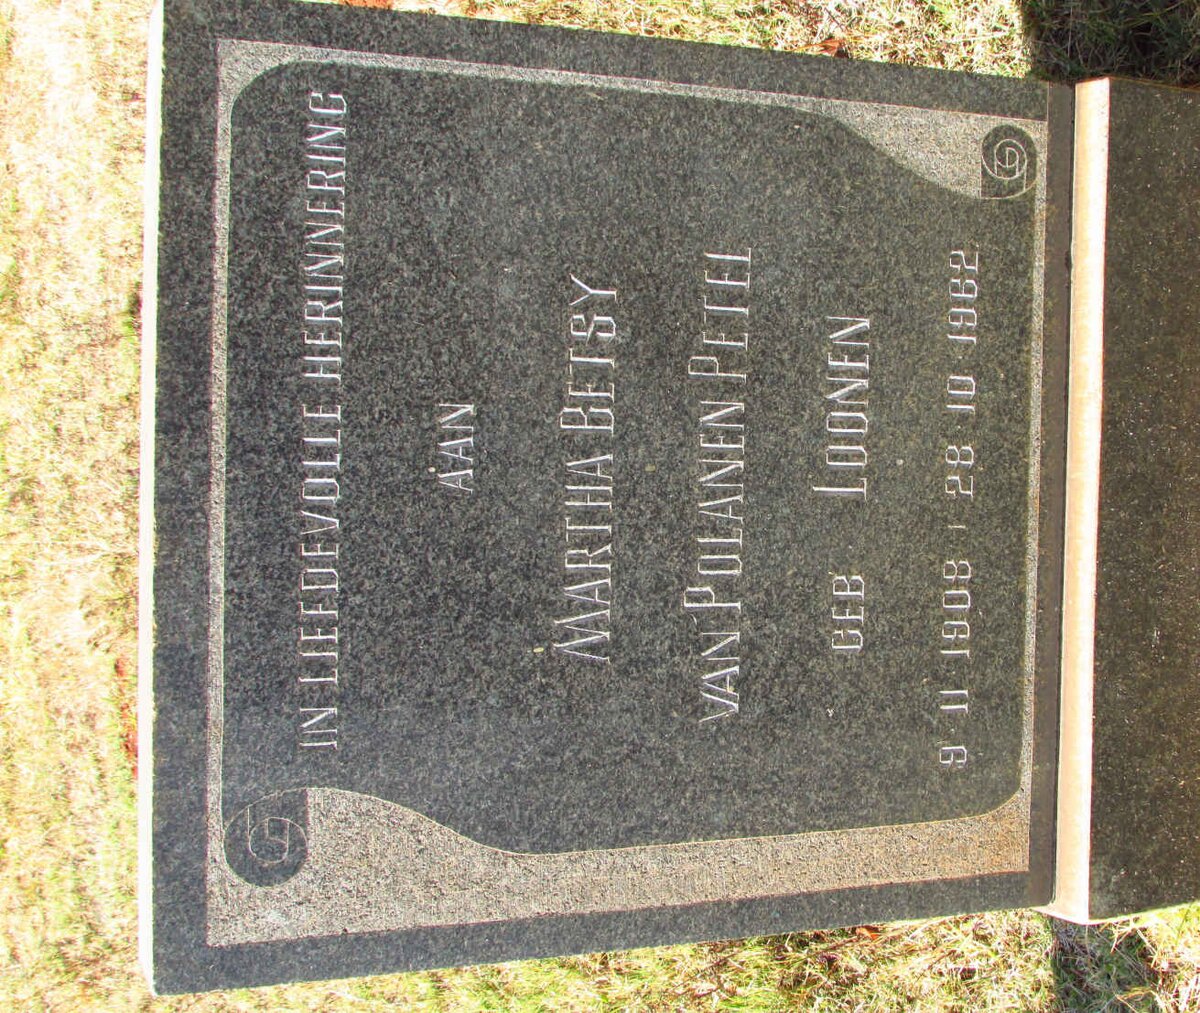 IN LIEFDEVOLLE HERINNERING
AAN
MARTHA BETSY
VAN POLANEN PETEL
GEB LOONEN
9 · 11 · 1908 - 28 · 10 · 1962